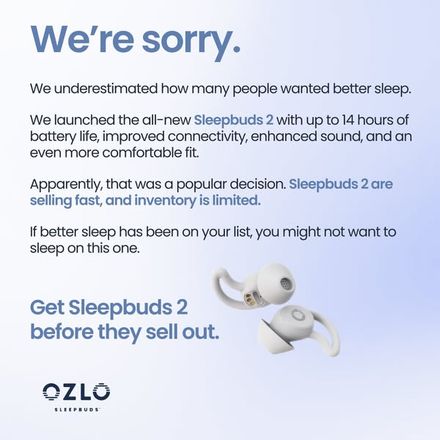 We're sorry.
We underestimated how many people wanted better sleep.
We launched the all-new Sleepbuds 2 with up to 14 hours of
battery life, improved connectivity, enhanced sound, and an
even more comfortable fit.
Apparently, that was a popular decision. Sleepbuds 2 are
selling fast, and inventory is limited.
If better sleep has been on your list, you might not want to
sleep on this one.
Get Sleepbuds 2
before they sell out.
OZLO
SLEEPBUDS